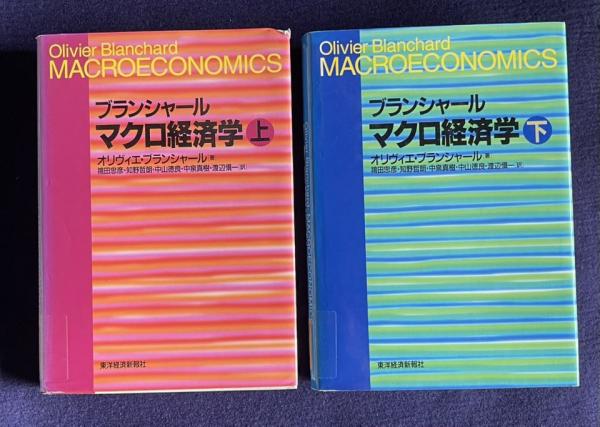 Olivier Blanchard
MACROECONOMICS
ブランシャール
マクロ経済学 上
オリヴィエ・ブランシャール 著
鴇田忠彦・知野哲朗・中山徳良・中泉真樹・渡辺愼一 訳
東洋経済新報社
Olivier Blanchard
MACROECONOMICS
ブランシャール
マクロ経済学 下
オリヴィエ・ブランシャール 著
鴇田忠彦・知野哲朗・中山徳良・中泉真樹・渡辺愼一 訳
東洋経済新報社
Olivier Blanchard MACROECONOMICS